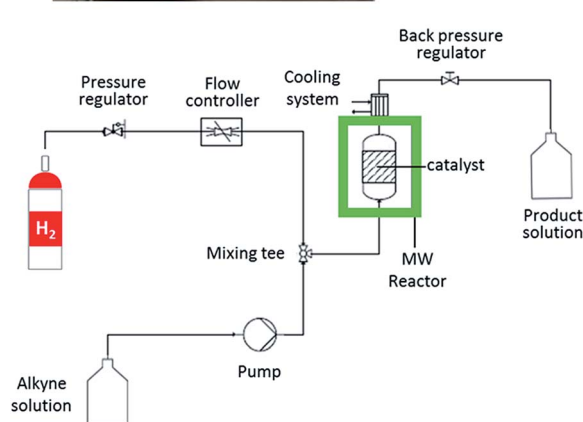 Back pressure
regulator
Pressure
regulator
Flow
controller
Cooling
system
catalyst
H₂
Product
solution
Mixing tee
MW
Reactor
Pump
Alkyne
solution